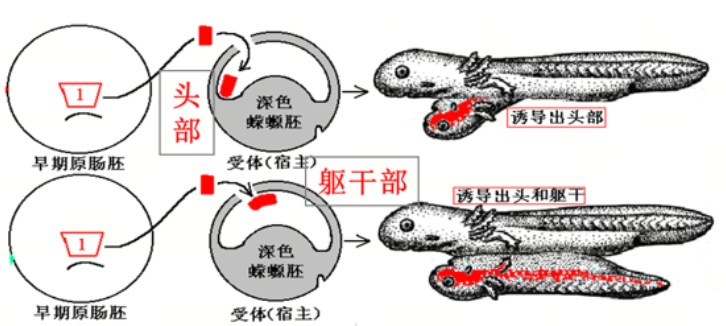 1
头
部
深色
蝾螈胚
早期原肠胚
受体(宿主)
诱导出头部
躯干部
1
深色
蝾螈胚
早期原肠胚
受体(宿主)
诱导出头和躯干